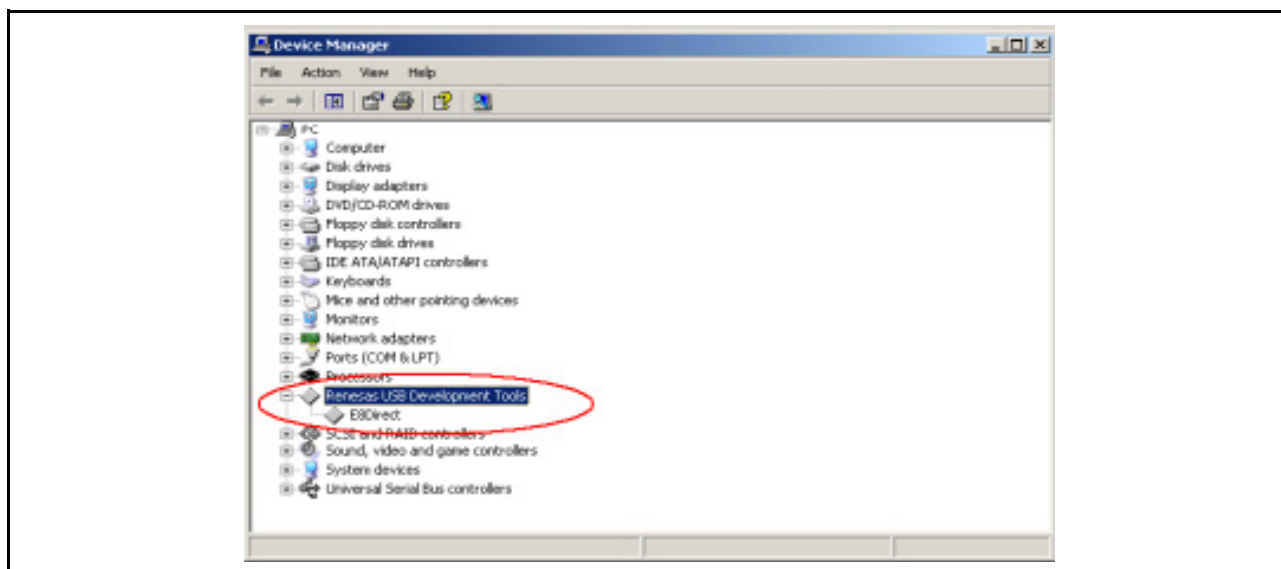 Device Manager
File Action View Help
PC
Computer
Disk drives
Display adapters
DVD/CD-ROM drives
Floppy disk controllers
Floppy disk drives
IDE ATA/ATAPI controllers
Keyboards
Mice and other pointing devices
Monitors
Network adapters
Ports (COM & LPT)
Processors
Renesas USB Development Tools
E8Direct
SCSI and RAID controllers
Sound, video and game controllers
System devices
Universal Serial Bus controllers